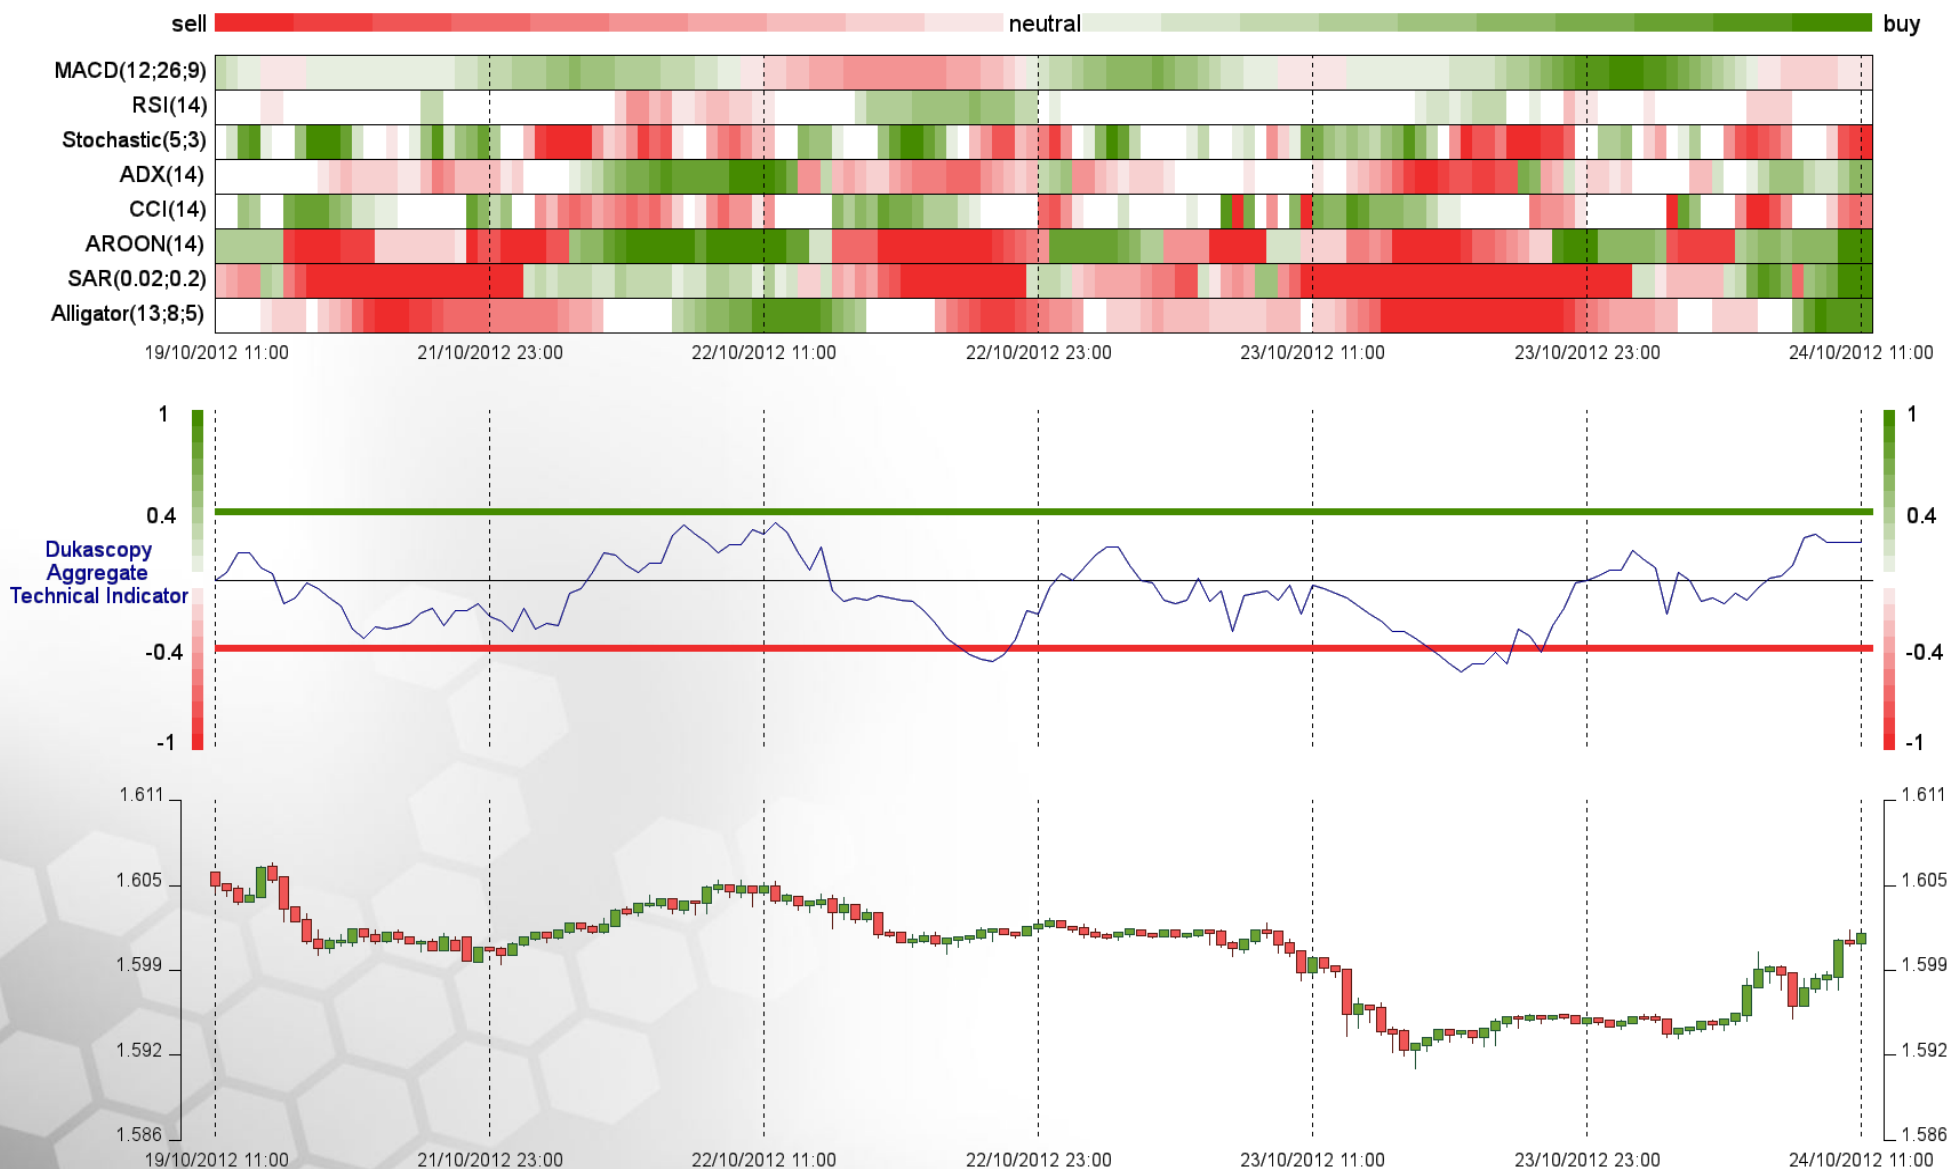 sell neutral buy
MACD(12;26;9)
RSI(14)
Stochastic(5;3)
ADX(14)
CCI(14)
AROON(14)
SAR(0.02;0.2)
Alligator(13;8;5)
19/10/2012 11:00 21/10/2012 23:00 22/10/2012 11:00 22/10/2012 23:00 23/10/2012 11:00 23/10/2012 23:00 24/10/2012 11:00
1 1
0.4 0.4
Dukascopy
Aggregate
Technical Indicator
-0.4 -0.4
-1 -1
1.611 1.611
1.605 1.605
1.599 1.599
1.592 1.592
1.586 1.586
19/10/2012 11:00 21/10/2012 23:00 22/10/2012 11:00 22/10/2012 23:00 23/10/2012 11:00 23/10/2012 23:00 24/10/2012 11:00